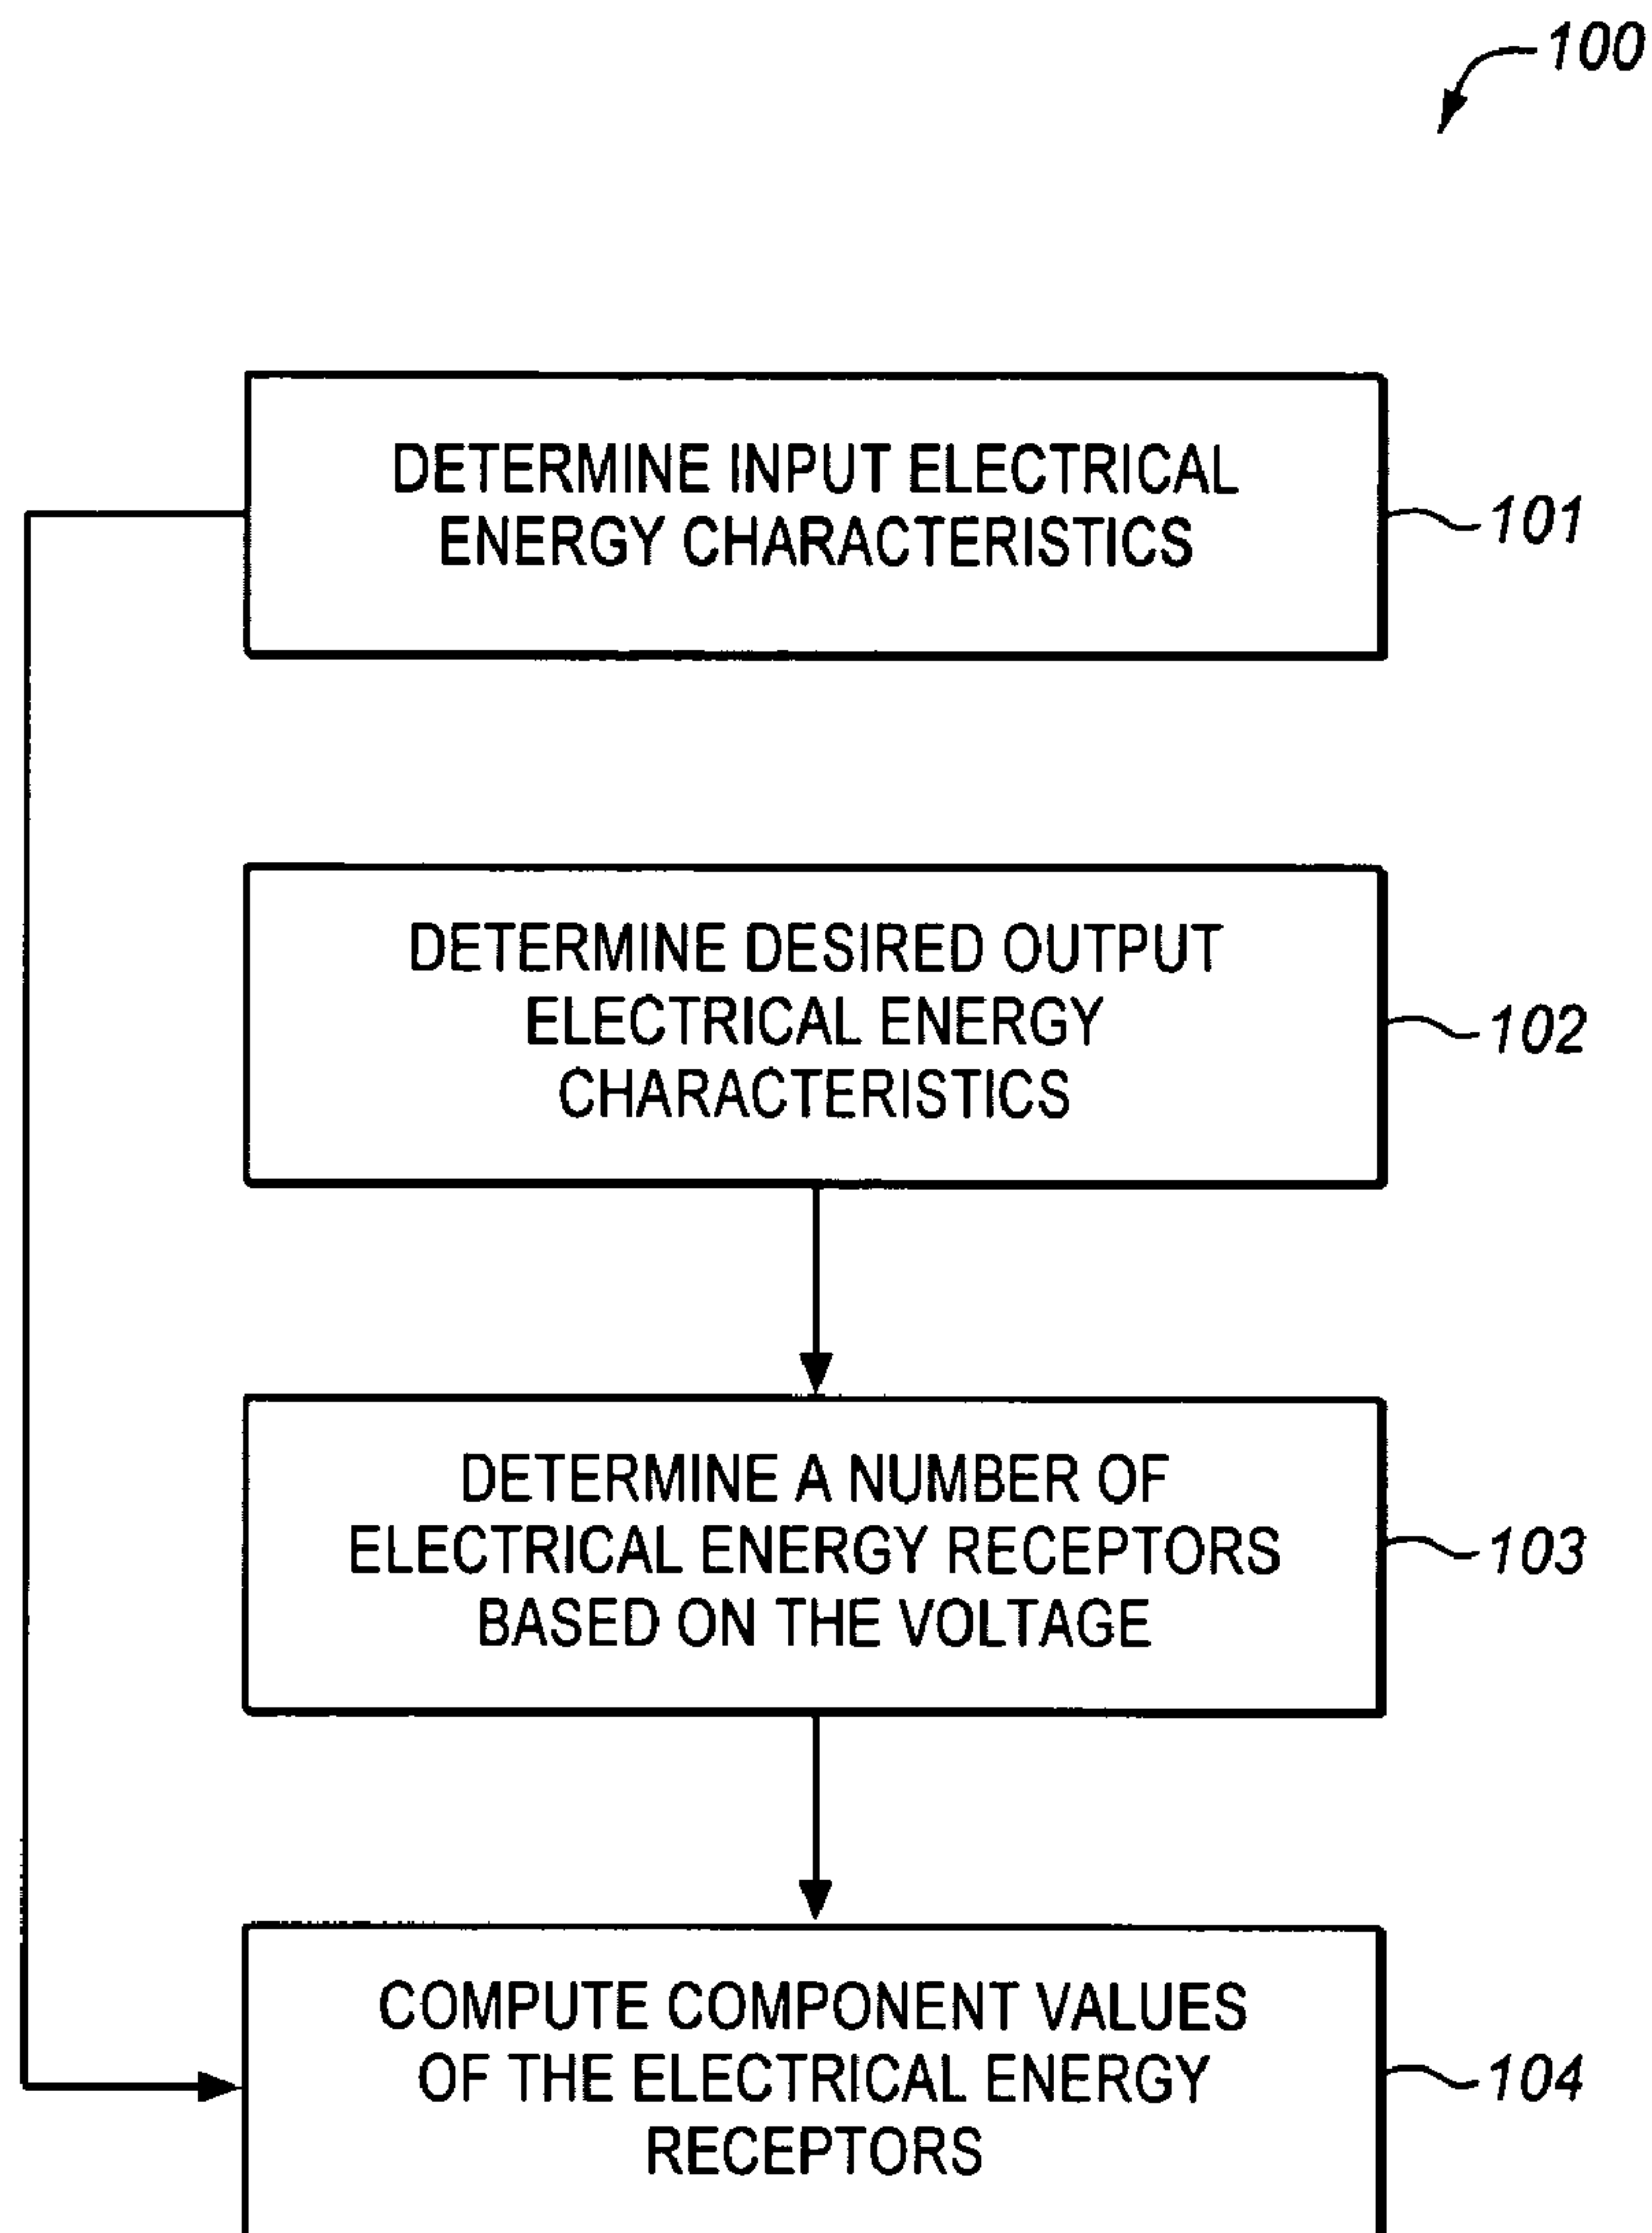 100
DETERMINE INPUT ELECTRICAL
ENERGY CHARACTERISTICS
101
DETERMINE DESIRED OUTPUT
ELECTRICAL ENERGY
CHARACTERISTICS
102
DETERMINE A NUMBER OF
ELECTRICAL ENERGY RECEPTORS
BASED ON THE VOLTAGE
103
COMPUTE COMPONENT VALUES
OF THE ELECTRICAL ENERGY
RECEPTORS
104